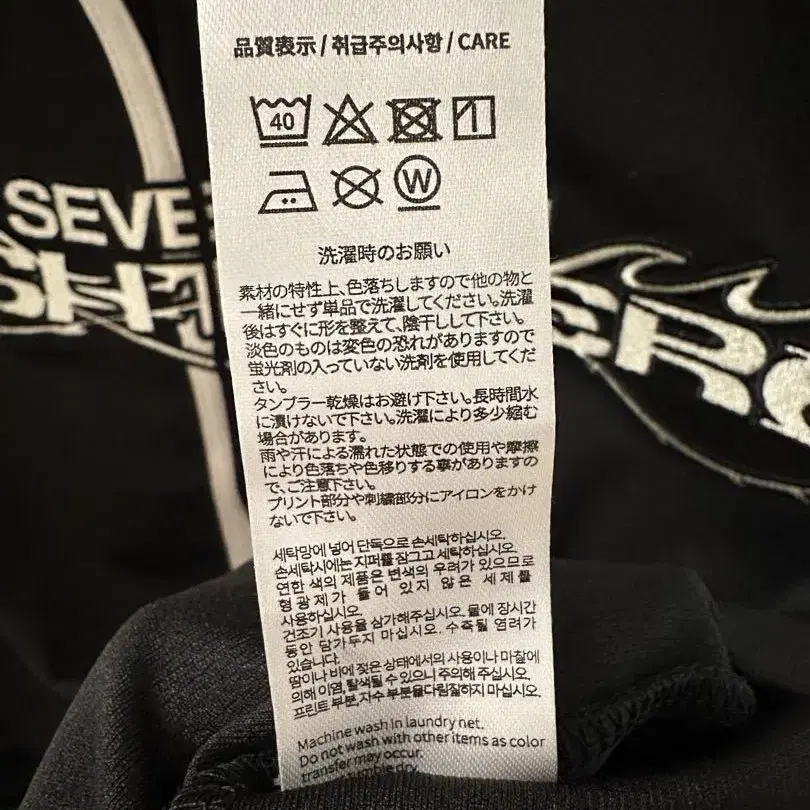 品質表示 / 취급주의사항 / CARE
40
W
洗濯時のお願い
素材の特性上、色落ちしますので他の物と
一緒にせず単品で洗濯してください。洗濯
後はすぐに形を整えて、陰干しして下さい。
淡色のものは変色の恐れがありますので
蛍光剤の入っていない洗剤を使用してくだ
さい。
タンブラー乾燥はお避け下さい。長時間水
に漬けないで下さい。洗濯により多少縮む
場合があります。
雨や汗による濡れた状態での使用や摩擦
により色落ちや色移りする事がありますの
で、ご注意下さい。
プリント部分や刺繍部分にアイロンをかけ
ないで下さい。
세탁망에 넣어 단독으로 손세탁하십시오.
손세탁시에는 지퍼를 잠그고 세탁하십시오.
연한 색의 제품은 변색의 우려가 있으므로
형광제가 들어 있지 않은 세제를
사용하십시오.
건조기 사용을 삼가해주십시오. 물에 장시간
동안 담가두지 마십시오. 수축될 염려가
있습니다.
땀이나 비에 젖은 상태에서의 사용이나 마찰에
의해 이염, 탈색될 수 있으니 주의해 주십시오.
프린트 부분, 자수 부분을 다림질하지 마십시오.
Machine wash in laundry net.
Do not wash with other items as color
transfer may occur.
tumble dry
SEVE